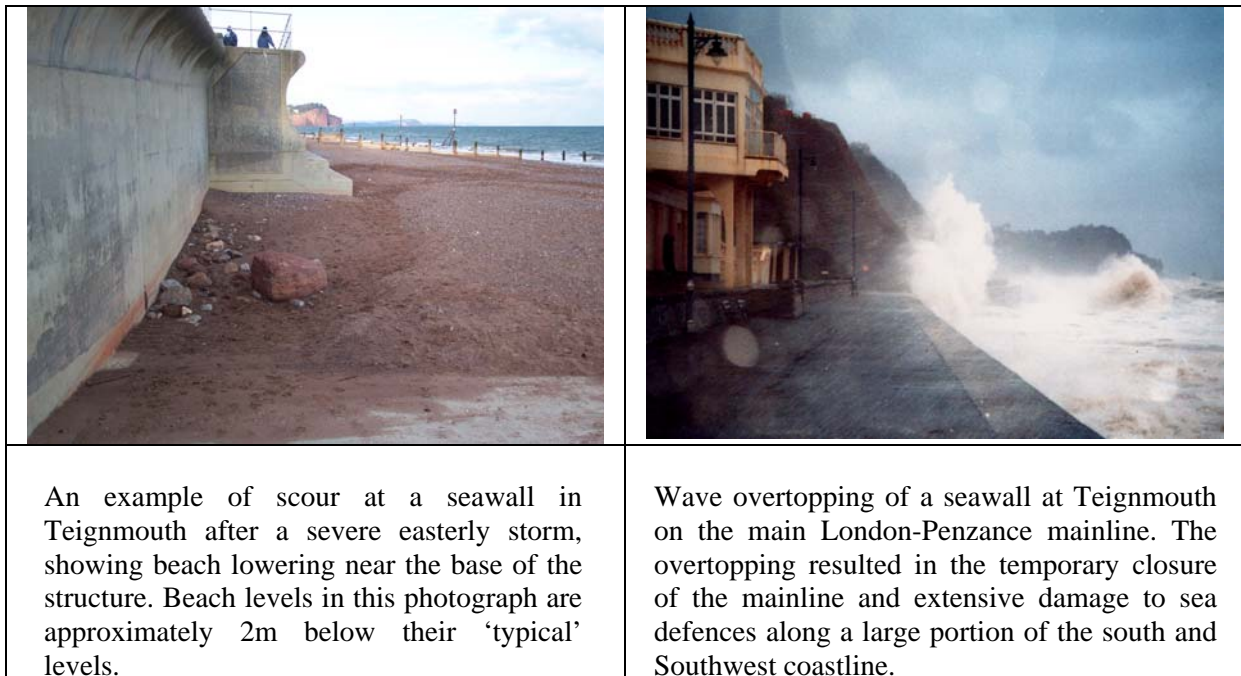 An example of scour at a seawall in
Teignmouth after a severe easterly storm,
showing beach lowering near the base of the
structure. Beach levels in this photograph are
approximately 2m below their ‘typical’
levels.
Wave overtopping of a seawall at Teignmouth
on the main London-Penzance mainline. The
overtopping resulted in the temporary closure
of the mainline and extensive damage to sea
defences along a large portion of the south and
Southwest coastline.